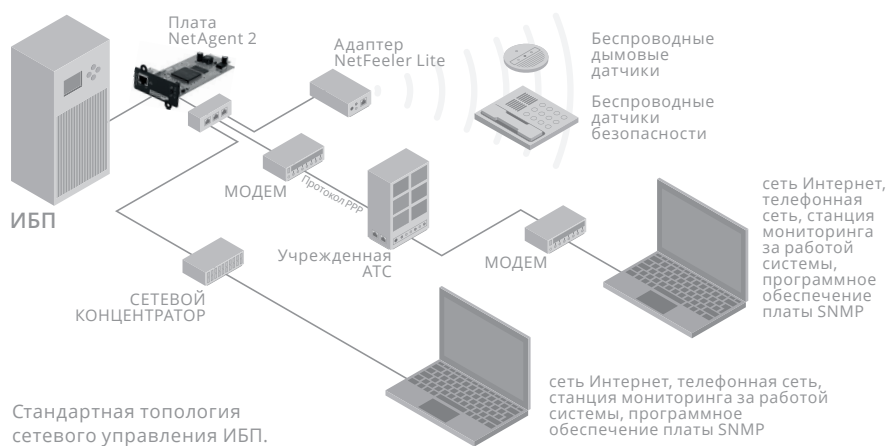 Плата
NetAgent 2
Адаптер
NetFeeler Lite
Беспроводные
дымовые
датчики
Беспроводные
датчики
безопасности
ИБП
МОДЕМ
Протокол PPP
Учрежденная
АТС
МОДЕМ
сеть Интернет,
телефонная
сеть, станция
мониторинга
за работой
системы,
программное
обеспечение
платы SNMP
СЕТЕВОЙ
КОНЦЕНТРАТОР
сеть Интернет, телефонная сеть,
станция мониторинга за работой
системы, программное
обеспечение платы SNMP
Стандартная топология
сетевого управления ИБП.